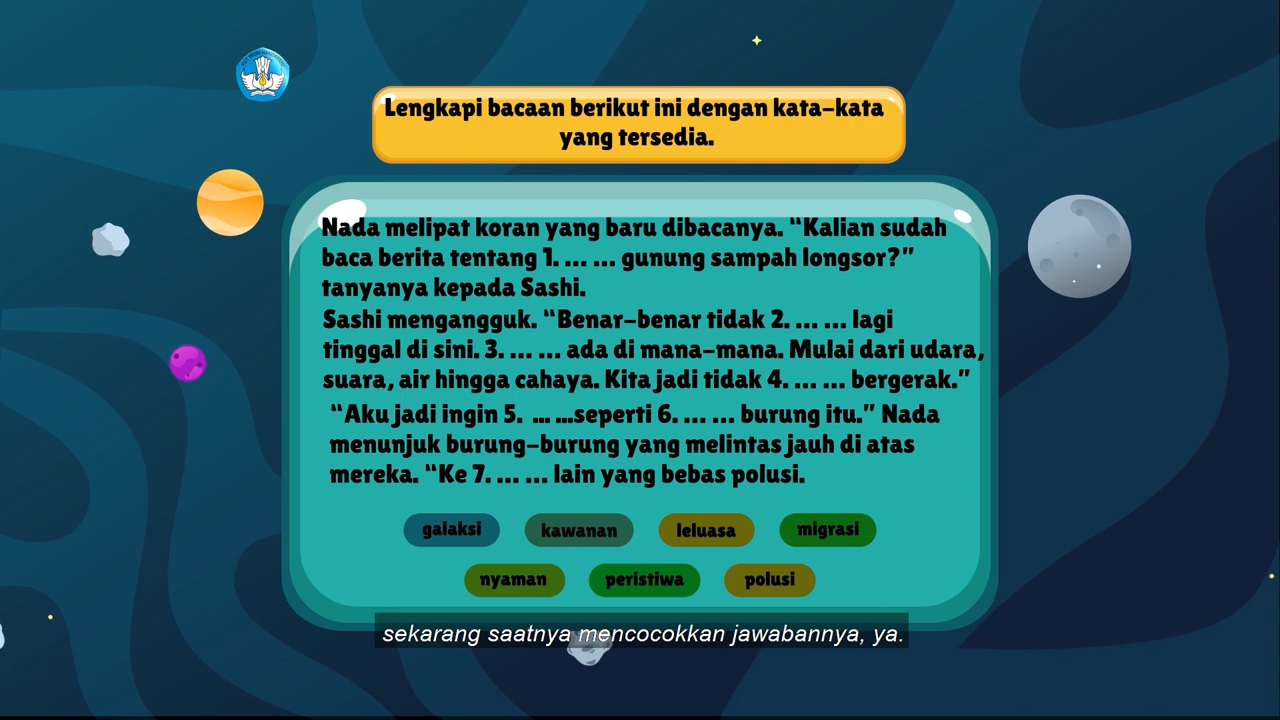 Lengkapi bacaan berikut ini dengan kata-kata
yang tersedia.
Nada melipat koran yang baru dibacanya. “Kalian sudah
baca berita tentang 1. ... ... gunung sampah longsor?”
tanyanya kepada Sashi.
Sashi mengangguk. “Benar-benar tidak 2. ... ... lagi
tinggal di sini. 3. ... ... ada di mana-mana. Mulai dari udara,
suara, air hingga cahaya. Kita jadi tidak 4. ... ... bergerak.”
“Aku jadi ingin 5. ... ...seperti 6. ... ... burung itu.” Nada
menunjuk burung-burung yang melintas jauh di atas
mereka. “Ke 7. ... ... lain yang bebas polusi.
galaksi kawanan leluasa migrasi
nyaman peristiwa polusi
sekarang saatnya mencocokkan jawabannya, ya.